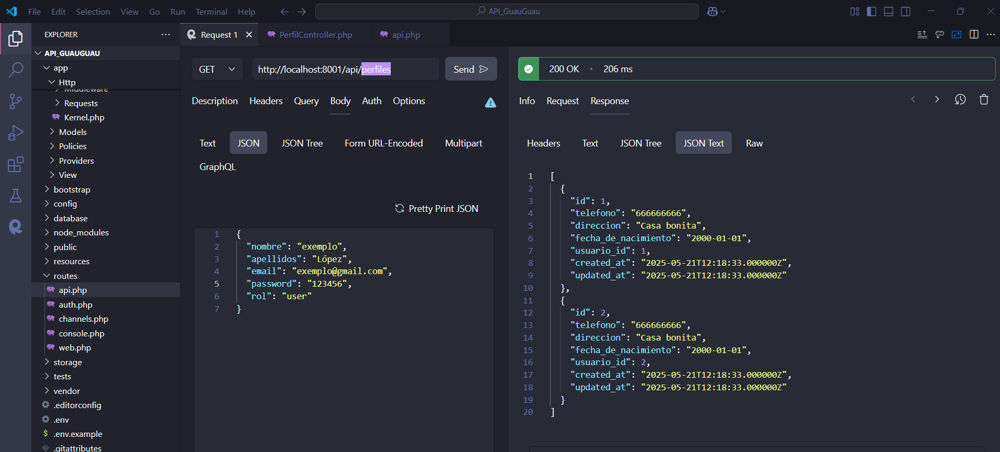 File Edit Selection View Go Run Terminal Help
API_GuauGuau
EXPLORER
API_GUAUGUAU
app
Http
Middleware
Requests
Kernel.php
Models
Policies
Providers
View
bootstrap
config
database
node_modules
public
resources
routes
api.php
auth.php
channels.php
console.php
web.php
storage
tests
vendor
.editorconfig
.env
$ .env.example
.gitattributes
Request 1 PerfilController.php api.php
GET http://localhost:8001/api/perfiles Send
Description Headers Query Body Auth Options
Text JSON JSON Tree Form URL-Encoded Multipart
GraphQL
Pretty Print JSON
1 {
2 "nombre": "exemplo",
3 "apellidos": "López",
4 "email": "exemplo@gmail.com",
5 "password": "123456",
6 "rol": "user"
7 }
200 OK · 206 ms
Info Request Response
Headers Text JSON Tree JSON Text Raw
1 [
2 {
3 "id": 1,
4 "telefono": "666666666",
5 "direccion": "Casa bonita",
6 "fecha_de_nacimiento": "2000-01-01",
7 "usuario_id": 1,
8 "created_at": "2025-05-21T12:18:33.000000Z",
9 "updated_at": "2025-05-21T12:18:33.000000Z"
10 },
11 {
12 "id": 2,
13 "telefono": "666666666",
14 "direccion": "Casa bonita",
15 "fecha_de_nacimiento": "2000-01-01",
16 "usuario_id": 2,
17 "created_at": "2025-05-21T12:18:33.000000Z",
18 "updated_at": "2025-05-21T12:18:33.000000Z"
19 }
20 ]